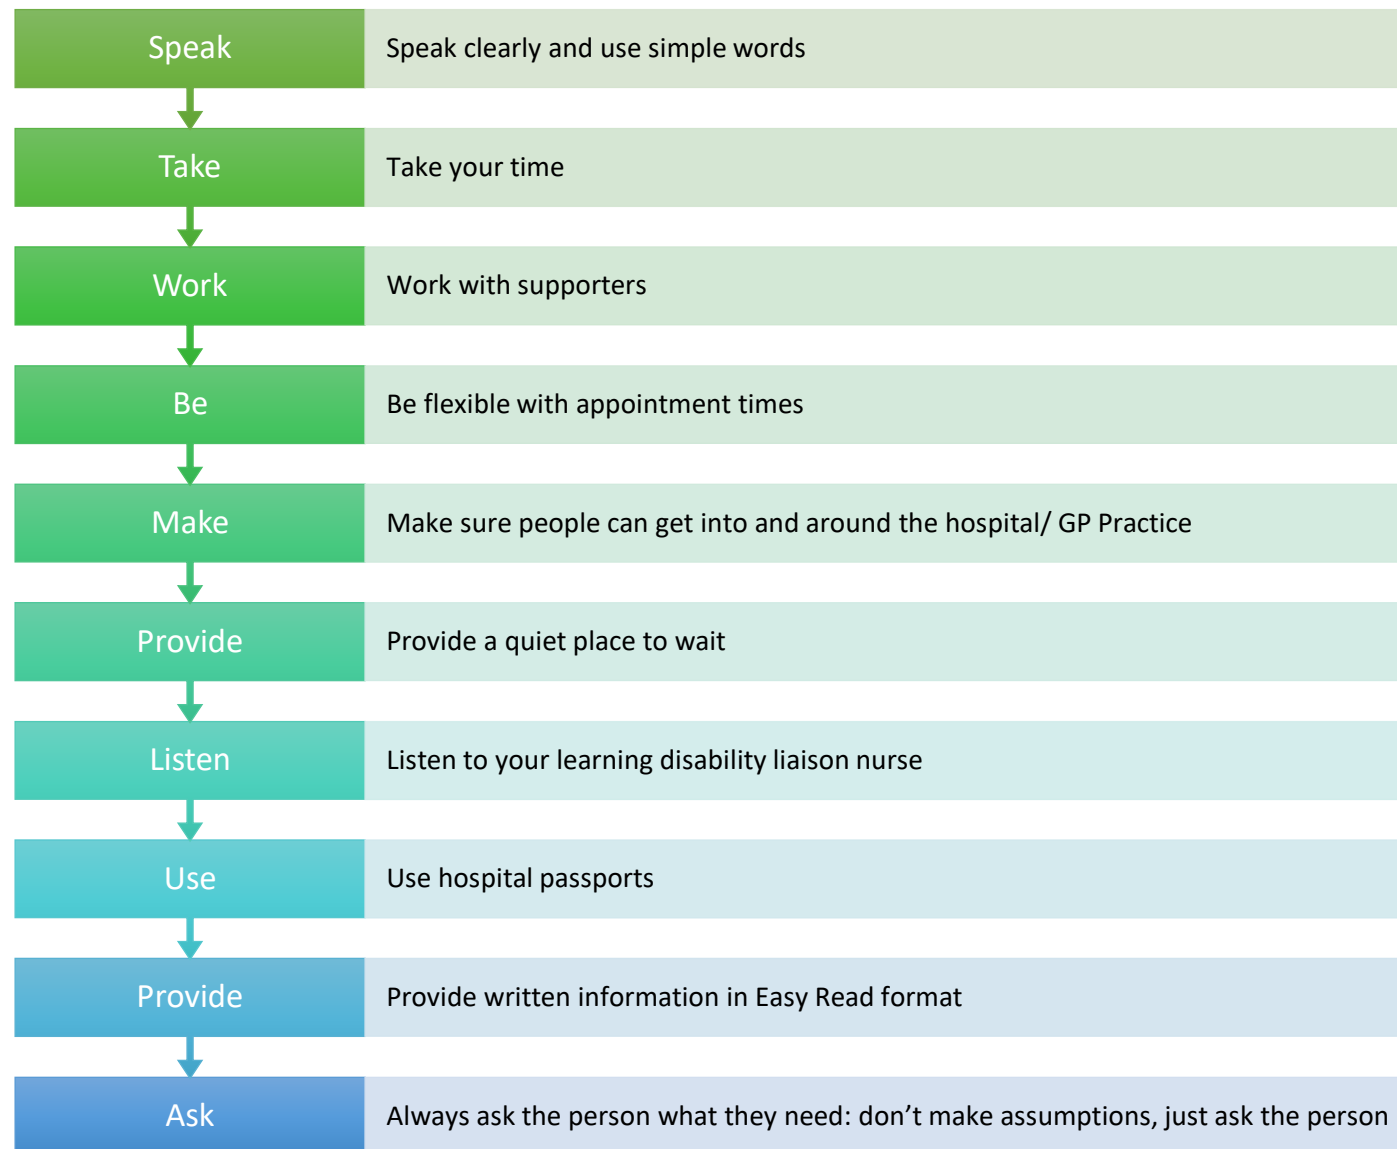 Speak
Speak clearly and use simple words
Take
Take your time
Work
Work with supporters
Be
Be flexible with appointment times
Make
Make sure people can get into and around the hospital/ GP Practice
Provide
Provide a quiet place to wait
Listen
Listen to your learning disability liaison nurse
Use
Use hospital passports
Provide
Provide written information in Easy Read format
Ask
Always ask the person what they need: don’t make assumptions, just ask the person